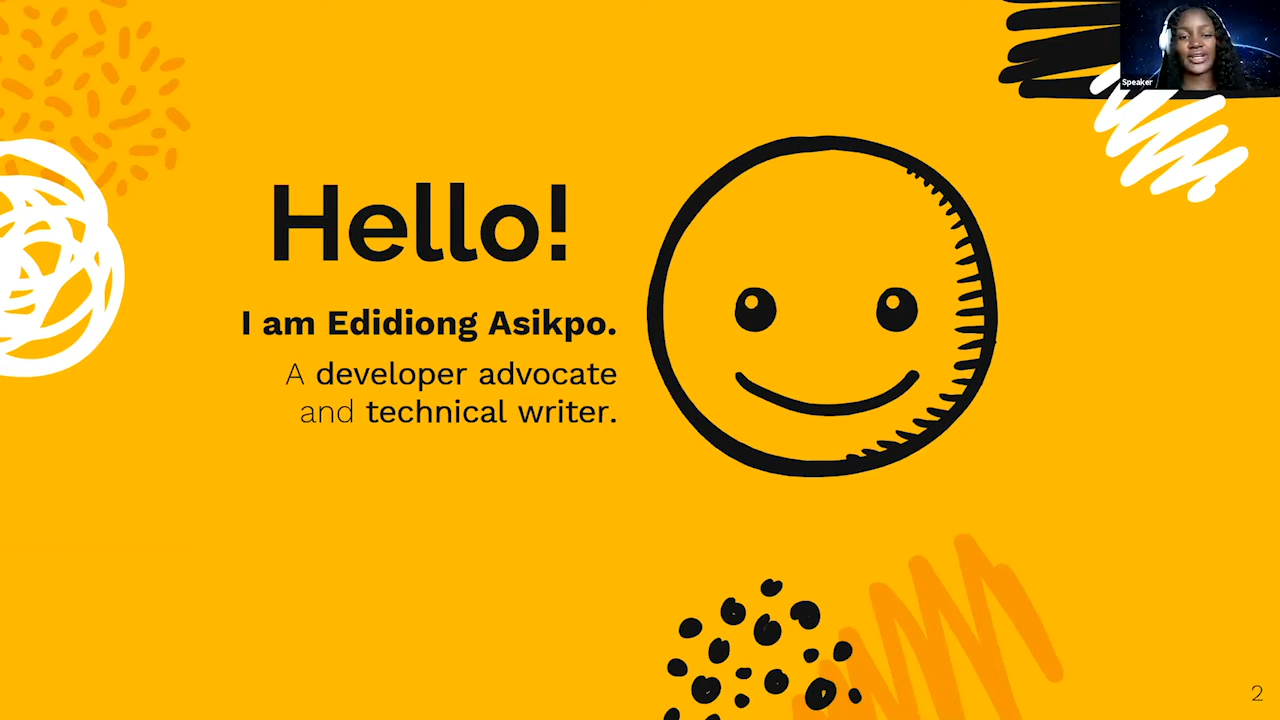 Speaker
Hello!
I am Edidiong Asikpo.
A developer advocate
and technical writer.
2